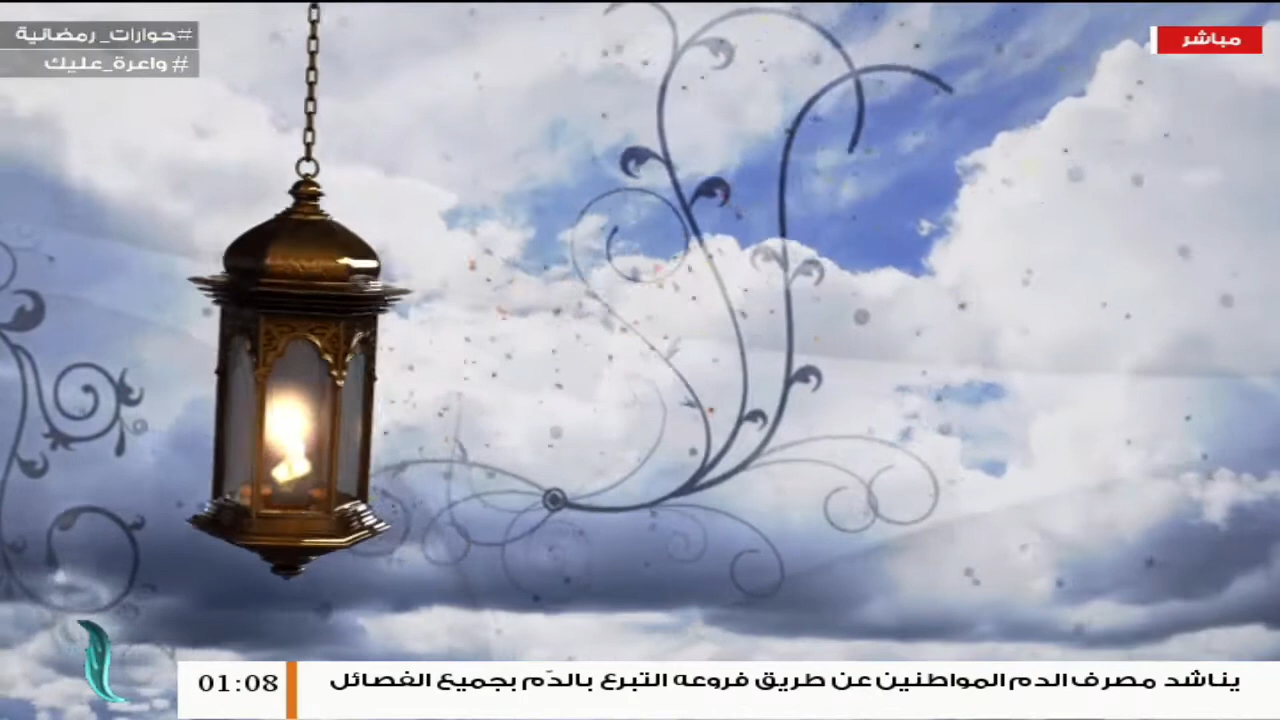 #حوارات_رمضانية
#واعرة_عليك
مباشر
يناشد مصرف الدم المواطنين عن طريق فروعه التبرع بالدّم بجميع الفصائل
01:08